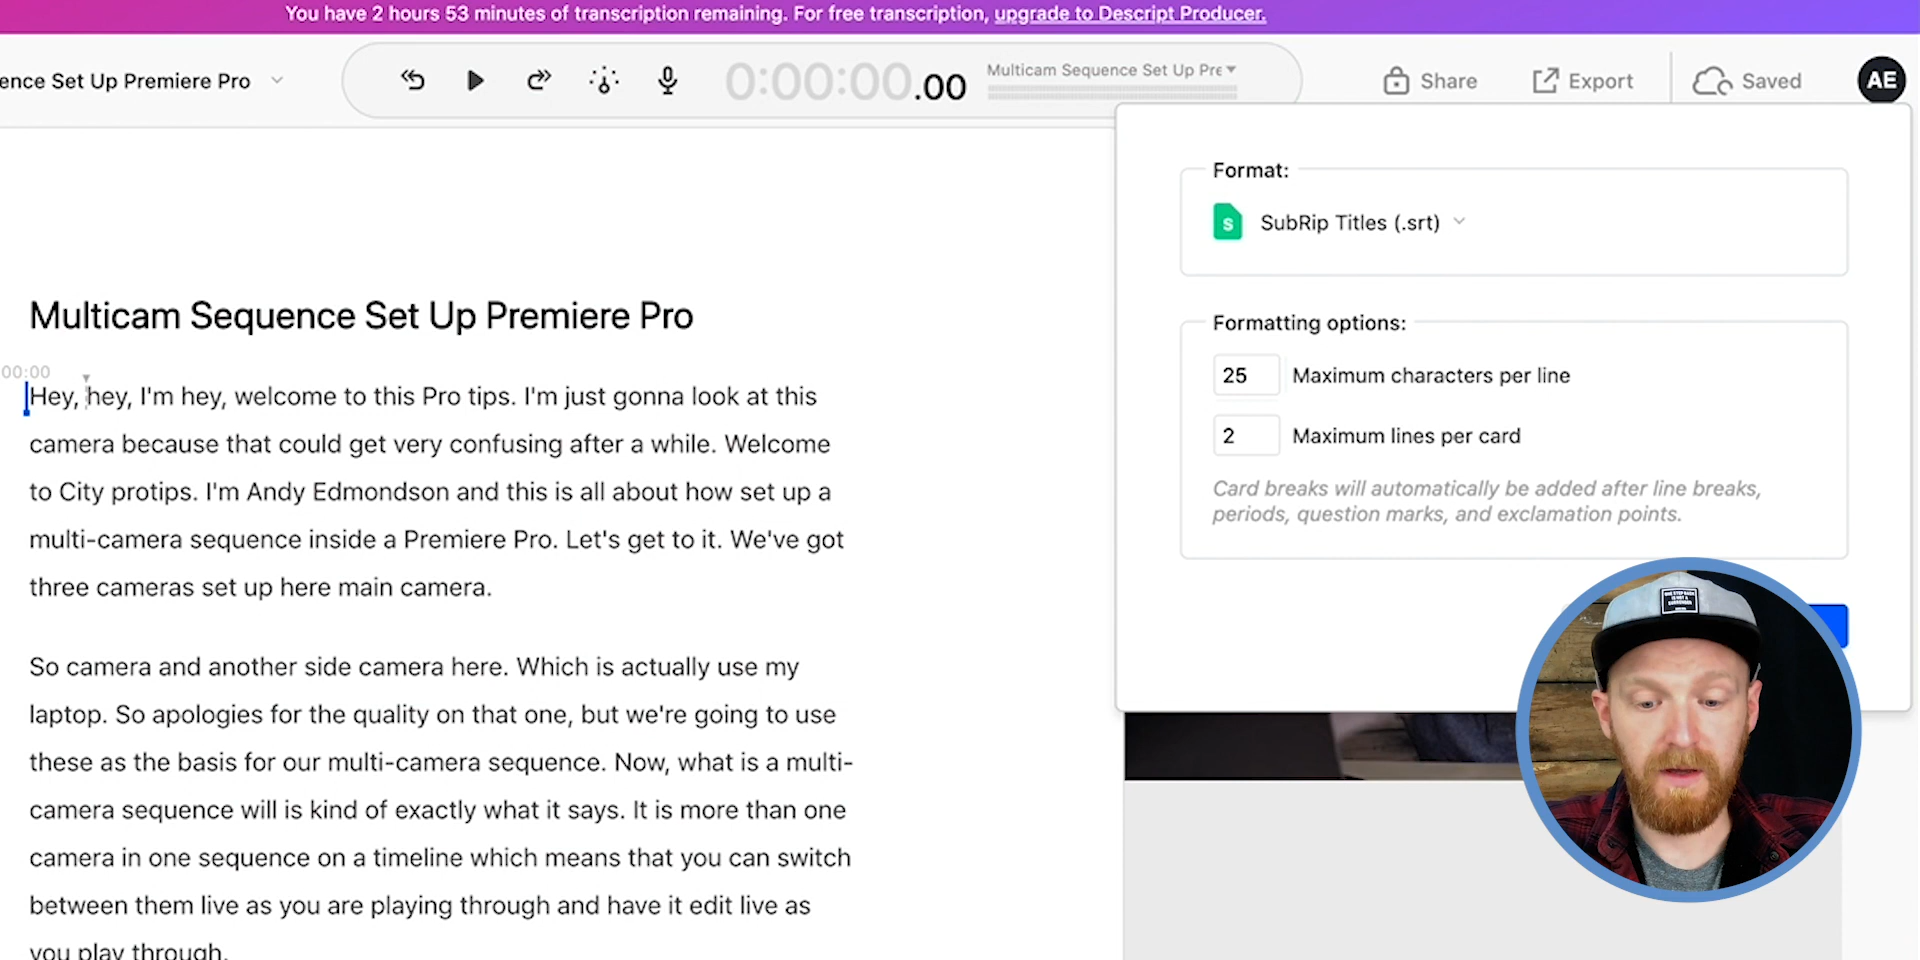 You have 2 hours 53 minutes of transcription remaining. For free transcription, upgrade to Descript Producer.
ence Set Up Premiere Pro
0:00:00.00
Multicam Sequence Set Up Pre
Share
Export
Saved
AE
Format:
S
SubRip Titles (.srt)
Formatting options:
25 Maximum characters per line
2 Maximum lines per card
Card breaks will automatically be added after line breaks,
periods, question marks, and exclamation points.
Multicam Sequence Set Up Premiere Pro
00:00
Hey, hey, I'm hey, welcome to this Pro tips. I'm just gonna look at this
camera because that could get very confusing after a while. Welcome
to City protips. I'm Andy Edmondson and this is all about how set up a
multi-camera sequence inside a Premiere Pro. Let's get to it. We've got
three cameras set up here main camera.
So camera and another side camera here. Which is actually use my
laptop. So apologies for the quality on that one, but we're going to use
these as the basis for our multi-camera sequence. Now, what is a multi-
camera sequence will is kind of exactly what it says. It is more than one
camera in one sequence on a timeline which means that you can switch
between them live as you are playing through and have it edit live as
you play through.